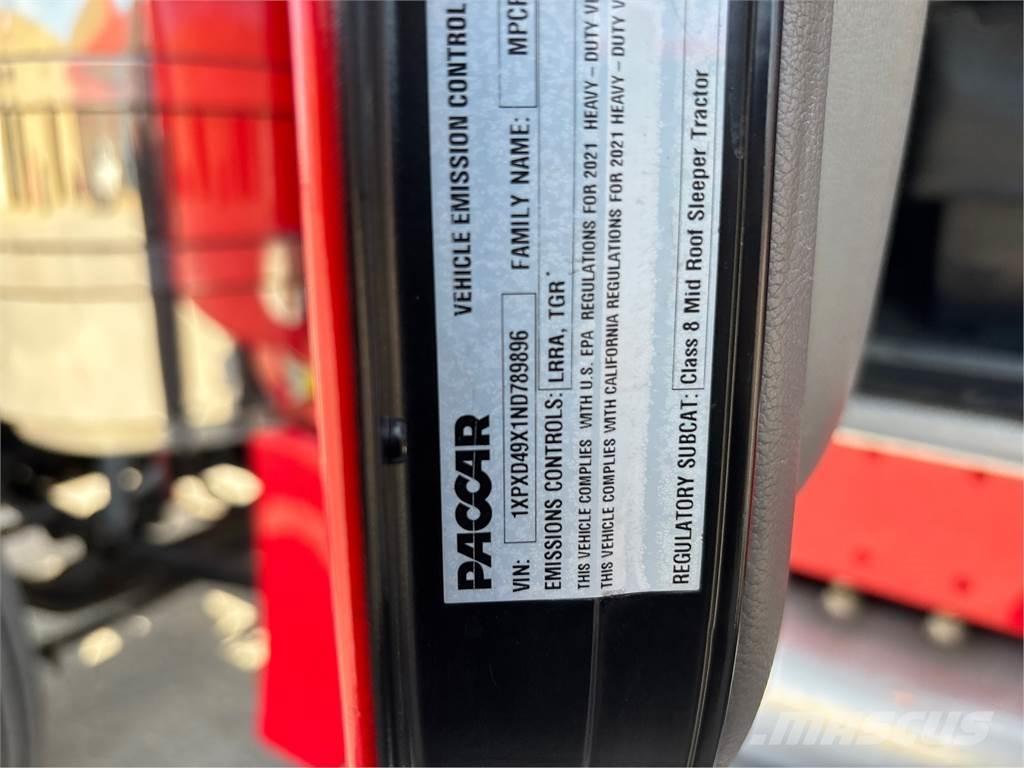 VEHICLE EMISSION CONTROL
PACCAR
VIN: 1XPXD49X1ND789896 FAMILY NAME:
EMISSIONS CONTROLS: LRRA, TGR*
THIS VEHICLE COMPLIES WITH U.S. EPA REGULATIONS FOR 2021 HEAVY-DUTY
THIS VEHICLE COMPLIES WITH CALIFORNIA REGULATIONS FOR 2021 HEAVY-DUTY
REGULATORY SUBCAT: Class 8 Mid Roof Sleeper Tractor
MASCUS